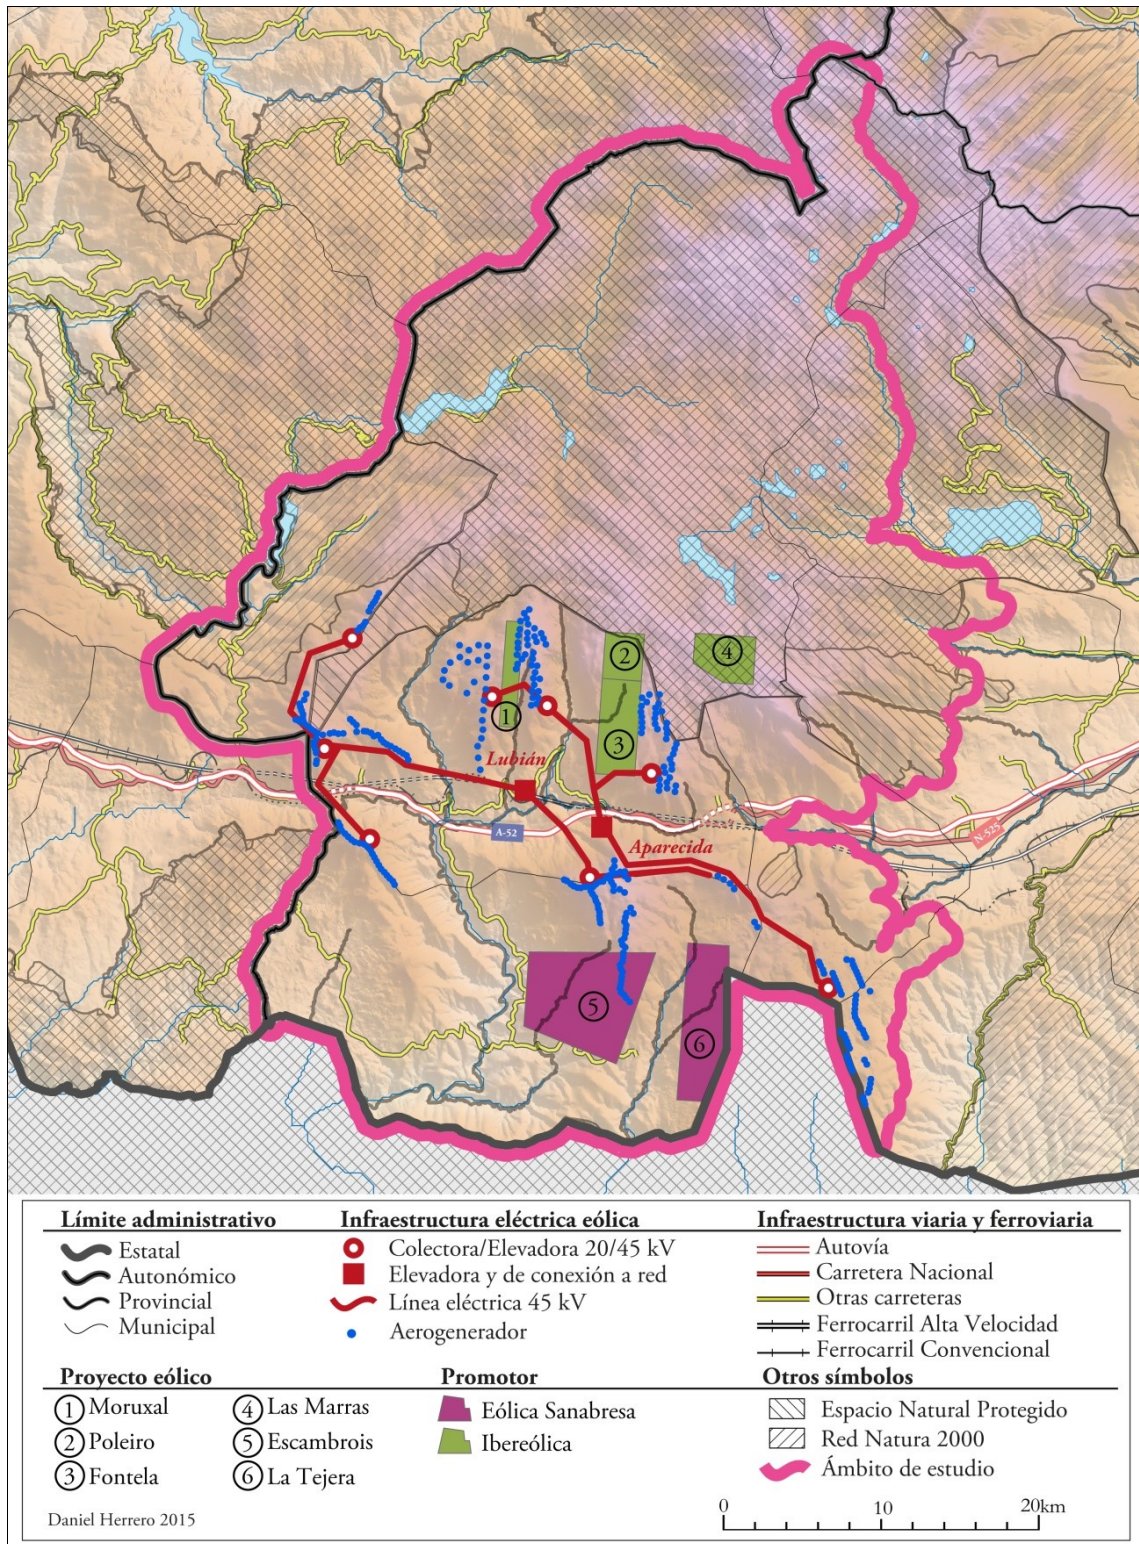 4
2
1
3
Lubián
A-52
N-525
Aparecida
5
6
Límite administrativo
Estatal
Autonómico
Provincial
Municipal
Infraestructura eléctrica eólica
Colectora/Elevadora 20/45 kV
Elevadora y de conexión a red
Línea eléctrica 45 kV
Aerogenerador
Infraestructura viaria y ferroviaria
Autovía
Carretera Nacional
Otras carreteras
Ferrocarril Alta Velocidad
Ferrocarril Convencional
Proyecto eólico
1 Moruxal
2 Poleiro
3 Fontela
4 Las Marras
5 Escambrois
6 La Tejera
Promotor
Eólica Sanabresa
Ibereólica
Otros símbolos
Espacio Natural Protegido
Red Natura 2000
Ámbito de estudio
0 10 20km
Daniel Herrero 2015